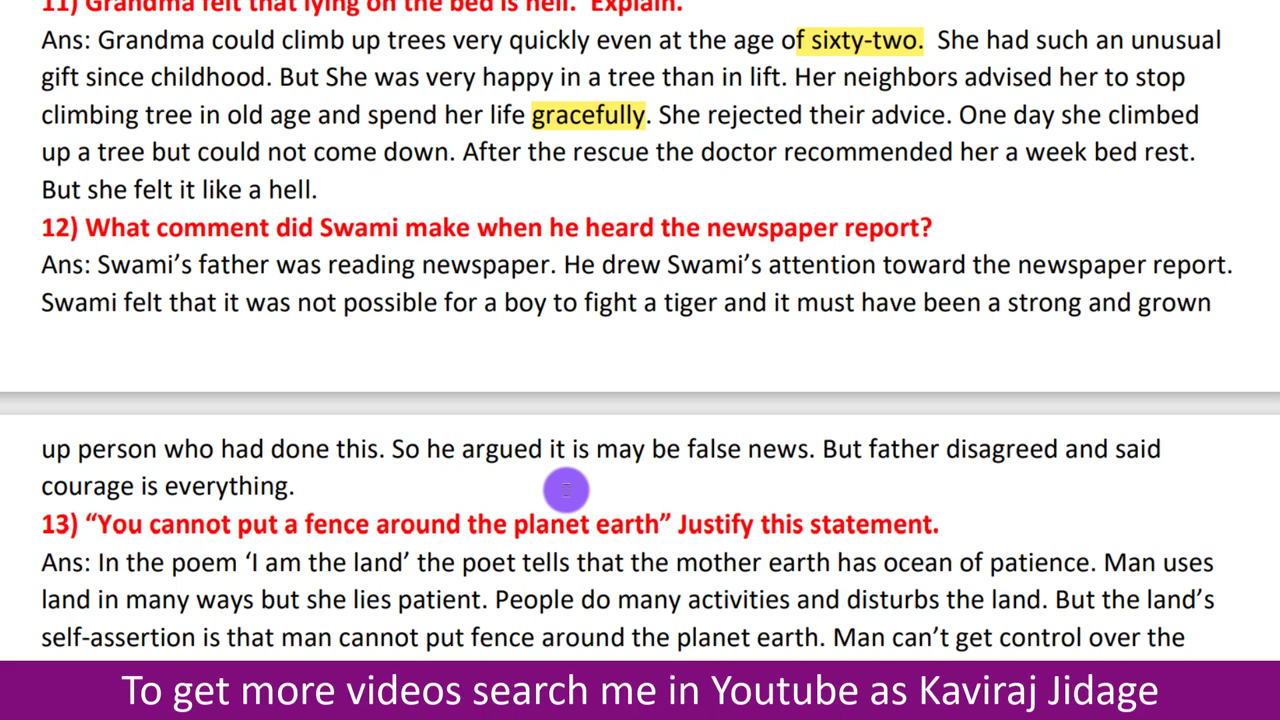 11) Grandma felt that lying on the bed is hell. Explain.
Ans: Grandma could climb up trees very quickly even at the age of sixty-two. She had such an unusual
gift since childhood. But She was very happy in a tree than in lift. Her neighbors advised her to stop
climbing tree in old age and spend her life gracefully. She rejected their advice. One day she climbed
up a tree but could not come down. After the rescue the doctor recommended her a week bed rest.
But she felt it like a hell.
12) What comment did Swami make when he heard the newspaper report?
Ans: Swami’s father was reading newspaper. He drew Swami’s attention toward the newspaper report.
Swami felt that it was not possible for a boy to fight a tiger and it must have been a strong and grown
up person who had done this. So he argued it is may be false news. But father disagreed and said
courage is everything.
13) “You cannot put a fence around the planet earth” Justify this statement.
Ans: In the poem ‘I am the land’ the poet tells that the mother earth has ocean of patience. Man uses
land in many ways but she lies patient. People do many activities and disturbs the land. But the land’s
self-assertion is that man cannot put fence around the planet earth. Man can’t get control over the
To get more videos search me in Youtube as Kaviraj Jidage